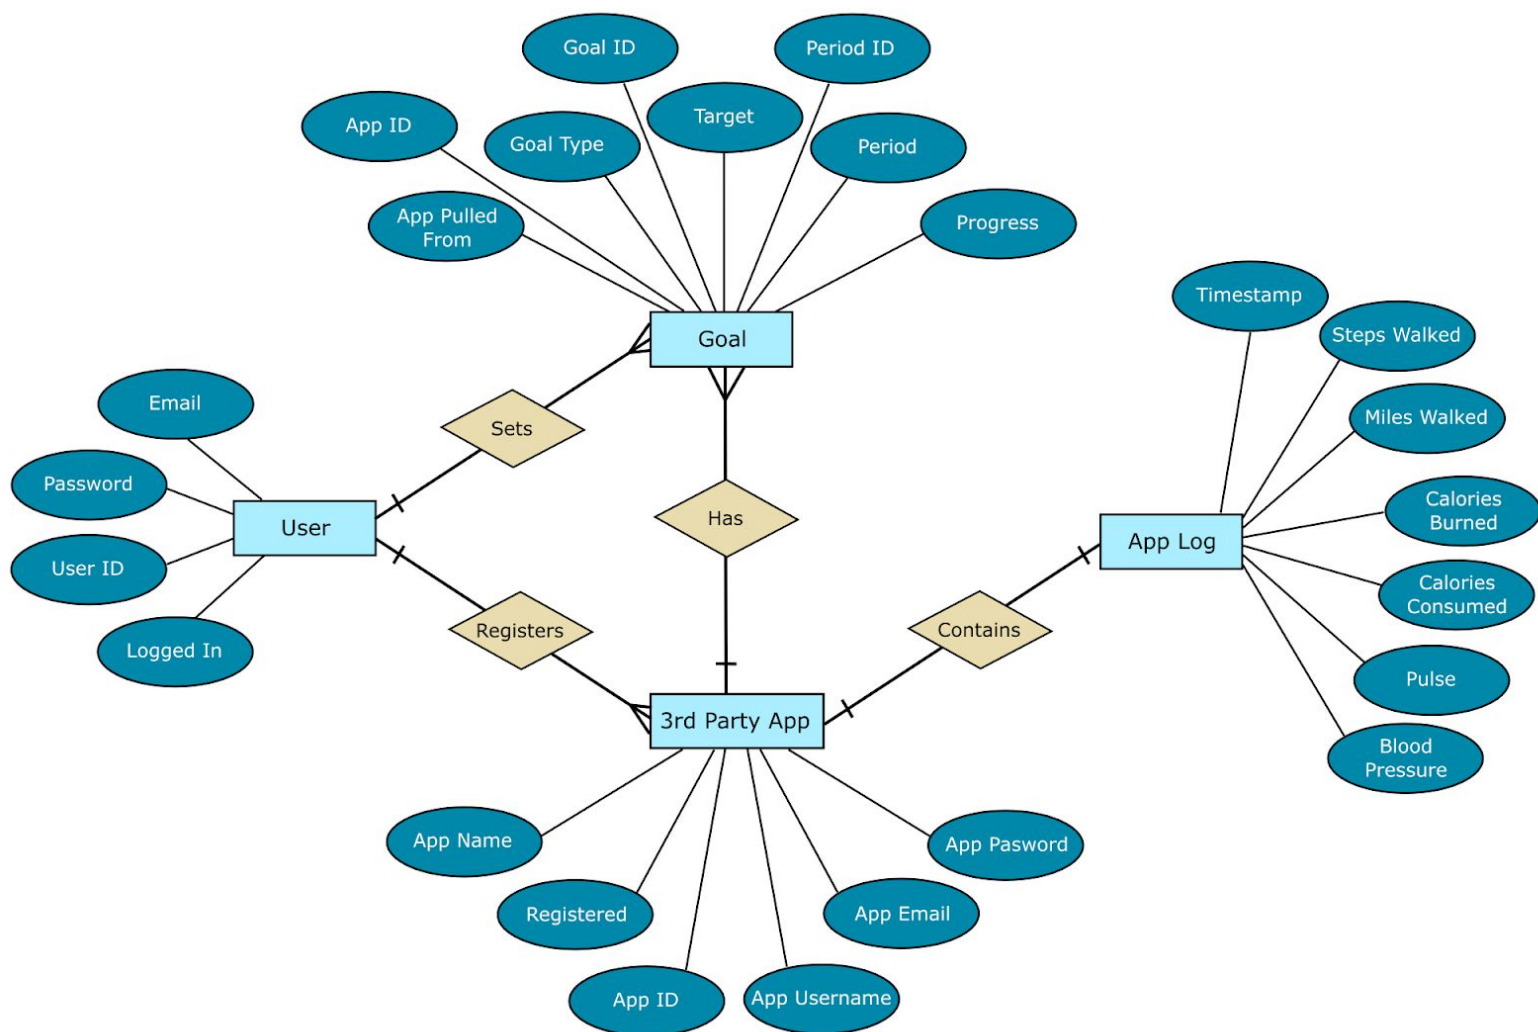 Goal ID
Period ID
App ID
Goal Type
Target
Period
App Pulled
From
Progress
Goal
Timestamp
Steps Walked
Miles Walked
Calories
Burned
App Log
Calories
Consumed
Pulse
Blood
Pressure
Email
Password
User
User ID
Logged In
Sets
Has
Registers
Contains
3rd Party App
App Name
Registered
App ID
App Username
App Email
App Pasword